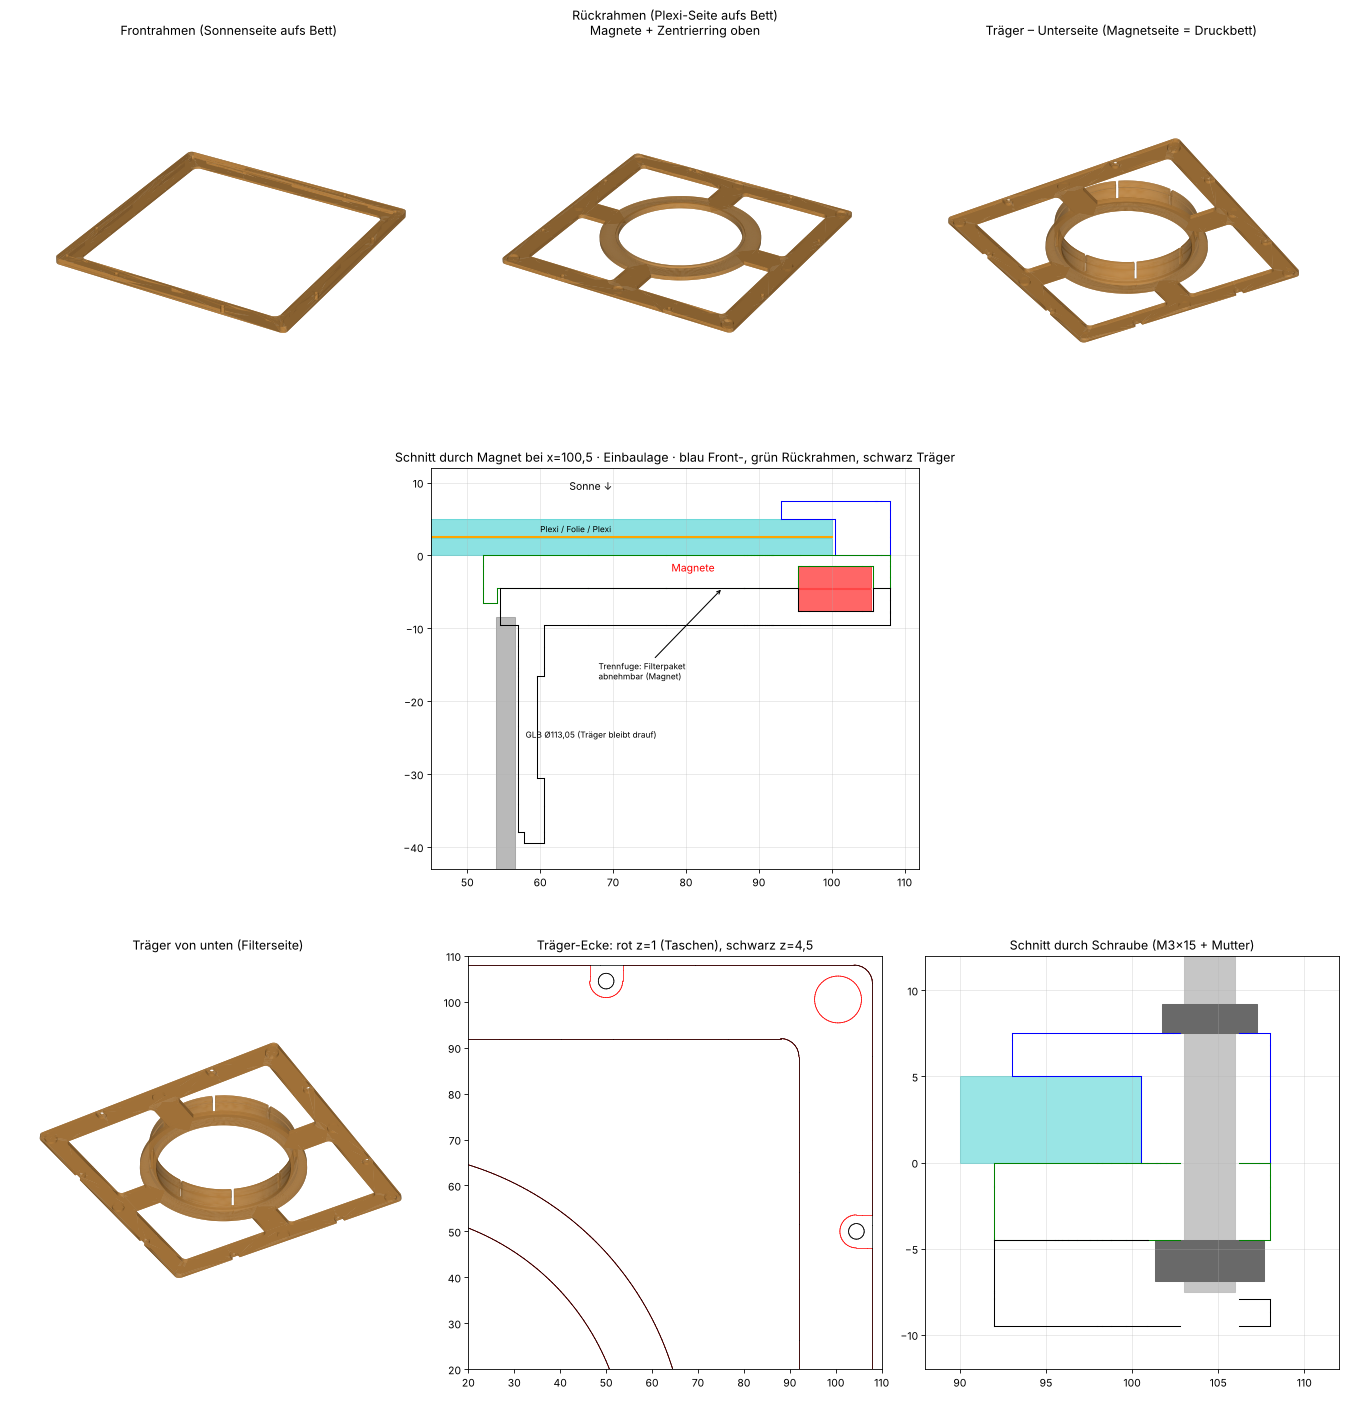 Frontrahmen (Sonnenseite aufs Bett)
Rückrahmen (Plexi-Seite aufs Bett)
Magnete + Zentrierring oben
Träger – Unterseite (Magnetseite = Druckbett)
Schnitt durch Magnet bei x=100,5 · Einbaulage · blau Front-, grün Rückrahmen, schwarz Träger
10
0
−10
−20
−30
−40
Sonne ↓
Plexi / Folie / Plexi
Magnete
Trennfuge: Filterpaket
abnehmbar (Magnet)
GLB Ø113,05 (Träger bleibt drauf)
50 60 70 80 90 100 110
Träger von unten (Filterseite)
Träger-Ecke: rot z=1 (Taschen), schwarz z=4,5
110
100
90
80
70
60
50
40
30
20
20 30 40 50 60 70 80 90 100 110
Schnitt durch Schraube (M3×15 + Mutter)
10
5
0
−5
−10
90 95 100 105 110